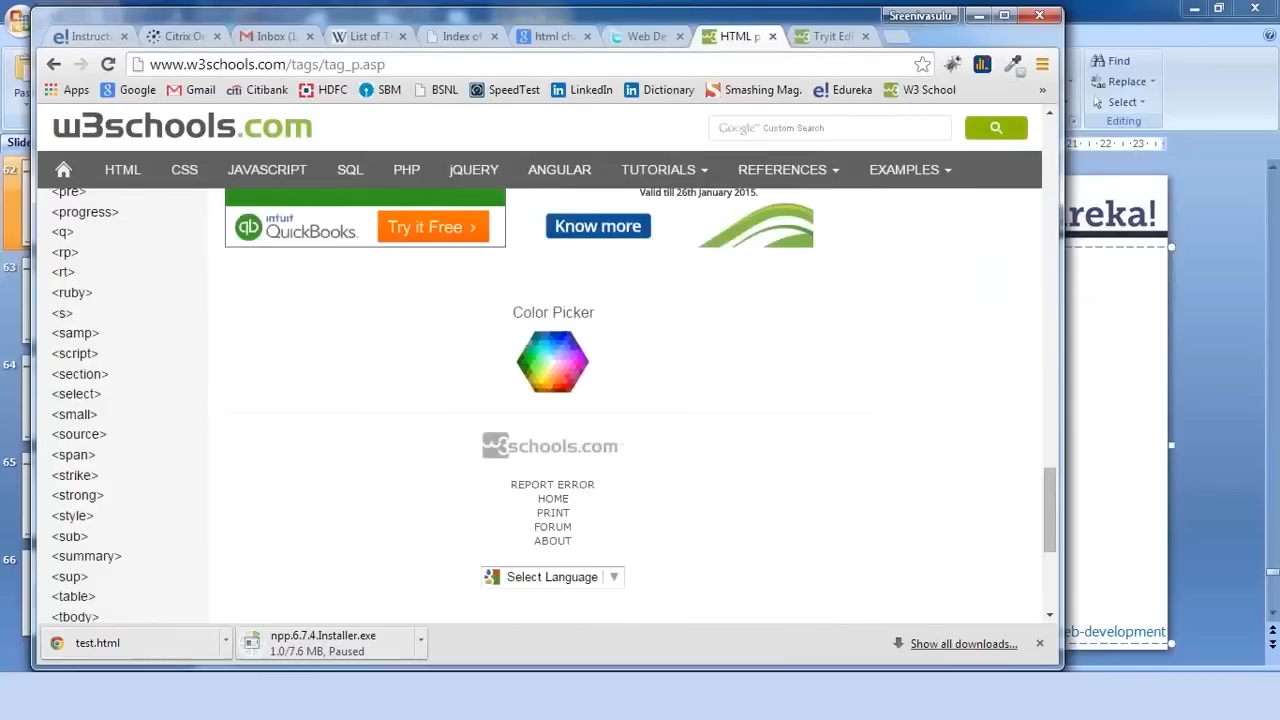 Sreenivasulu
Instruct
Citrix O
Inbox (
List of T
Index of
html ch
Web De
HTML p
Tryit Edi
www.w3schools.com/tags/tag_p.asp
Apps Google Gmail Citibank HDFC SBM BSNL SpeedTest LinkedIn Dictionary Smashing Mag. Edureka W3 School »
w3schools.com
Google™ Custom Search
HTML CSS JAVASCRIPT SQL PHP jQUERY ANGULAR TUTORIALS REFERENCES EXAMPLES
<pre>
<progress>
<q>
<rp>
<rt>
<ruby>
<s>
<samp>
<script>
<section>
<select>
<small>
<source>
<span>
<strike>
<strong>
<style>
<sub>
<summary>
<sup>
<table>
<tbody>
intuit
QuickBooks.
Try it Free ›
Valid till 26th January 2015.
Know more
Color Picker
w3schools.com
REPORT ERROR
HOME
PRINT
FORUM
ABOUT
Select Language
test.html
npp.6.7.4.Installer.exe
1.0/7.6 MB, Paused
Show all downloads...
Find
Replace
Select
Editing
21 22 23
Slide
Pas
62
63
64
65
66
reka!
eb-development